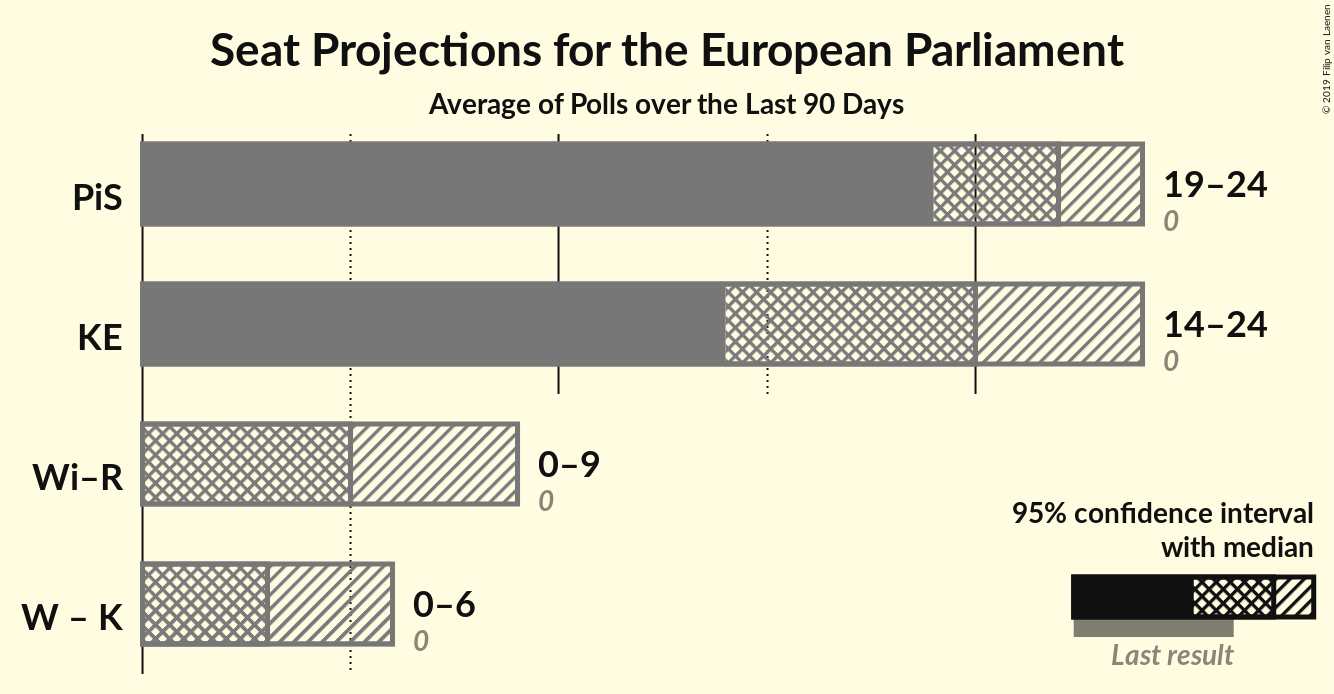 Seat Projections for the European Parliament
Average of Polls over the Last 90 Days
© 2019 Filip van Laenen
PiS
19–24
0
KE
14–24
0
Wi–R
0–9
0
W – K
0–6
0
95% confidence interval
with median
Last result